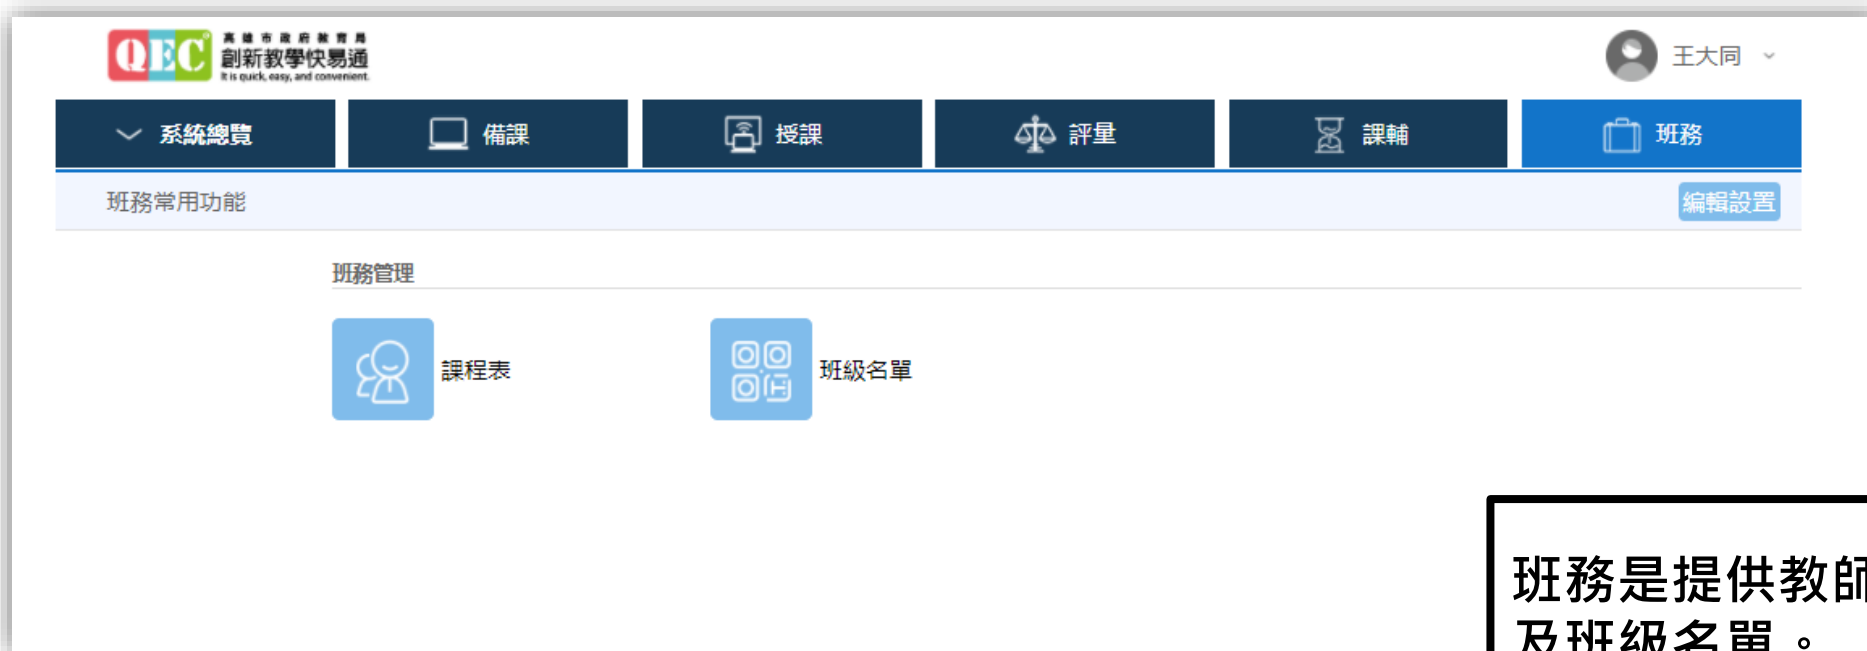 QEC
高雄市政府教育局
創新教學快易通
It is quick, easy, and convenient.
王大同
系統總覽
備課
授課
評量
課輔
班務
班務常用功能
編輯設置
班務管理
課程表
班級名單
班務是提供教師
及班級名單。